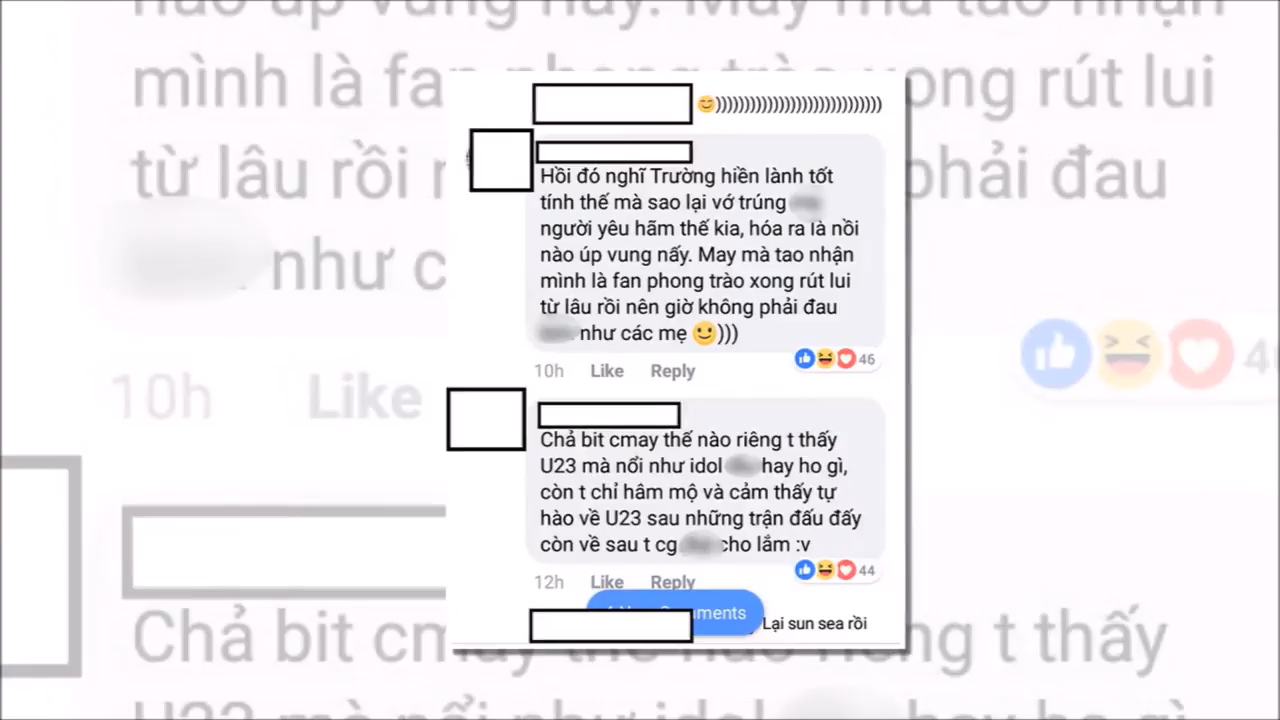 😊))))))))))))))))))))))))))))))
Hồi đó nghĩ Trường hiền lành tốt
tính thế mà sao lại vớ trúng
người yêu hãm thế kia, hóa ra là nồi
nào úp vung nấy. May mà tao nhận
mình là fan phong trào xong rút lui
từ lâu rồi nên giờ không phải đau
như các mẹ 🙂)))
46
10h Like Reply
Chả bit cmay thế nào riêng t thấy
U23 mà nổi như idol hay ho gì,
còn t chỉ hâm mộ và cảm thấy tự
hào về U23 sau những trận đấu đấy
còn về sau t cg cho lắm :v
44
12h Like Reply
Lại sun sea rồi